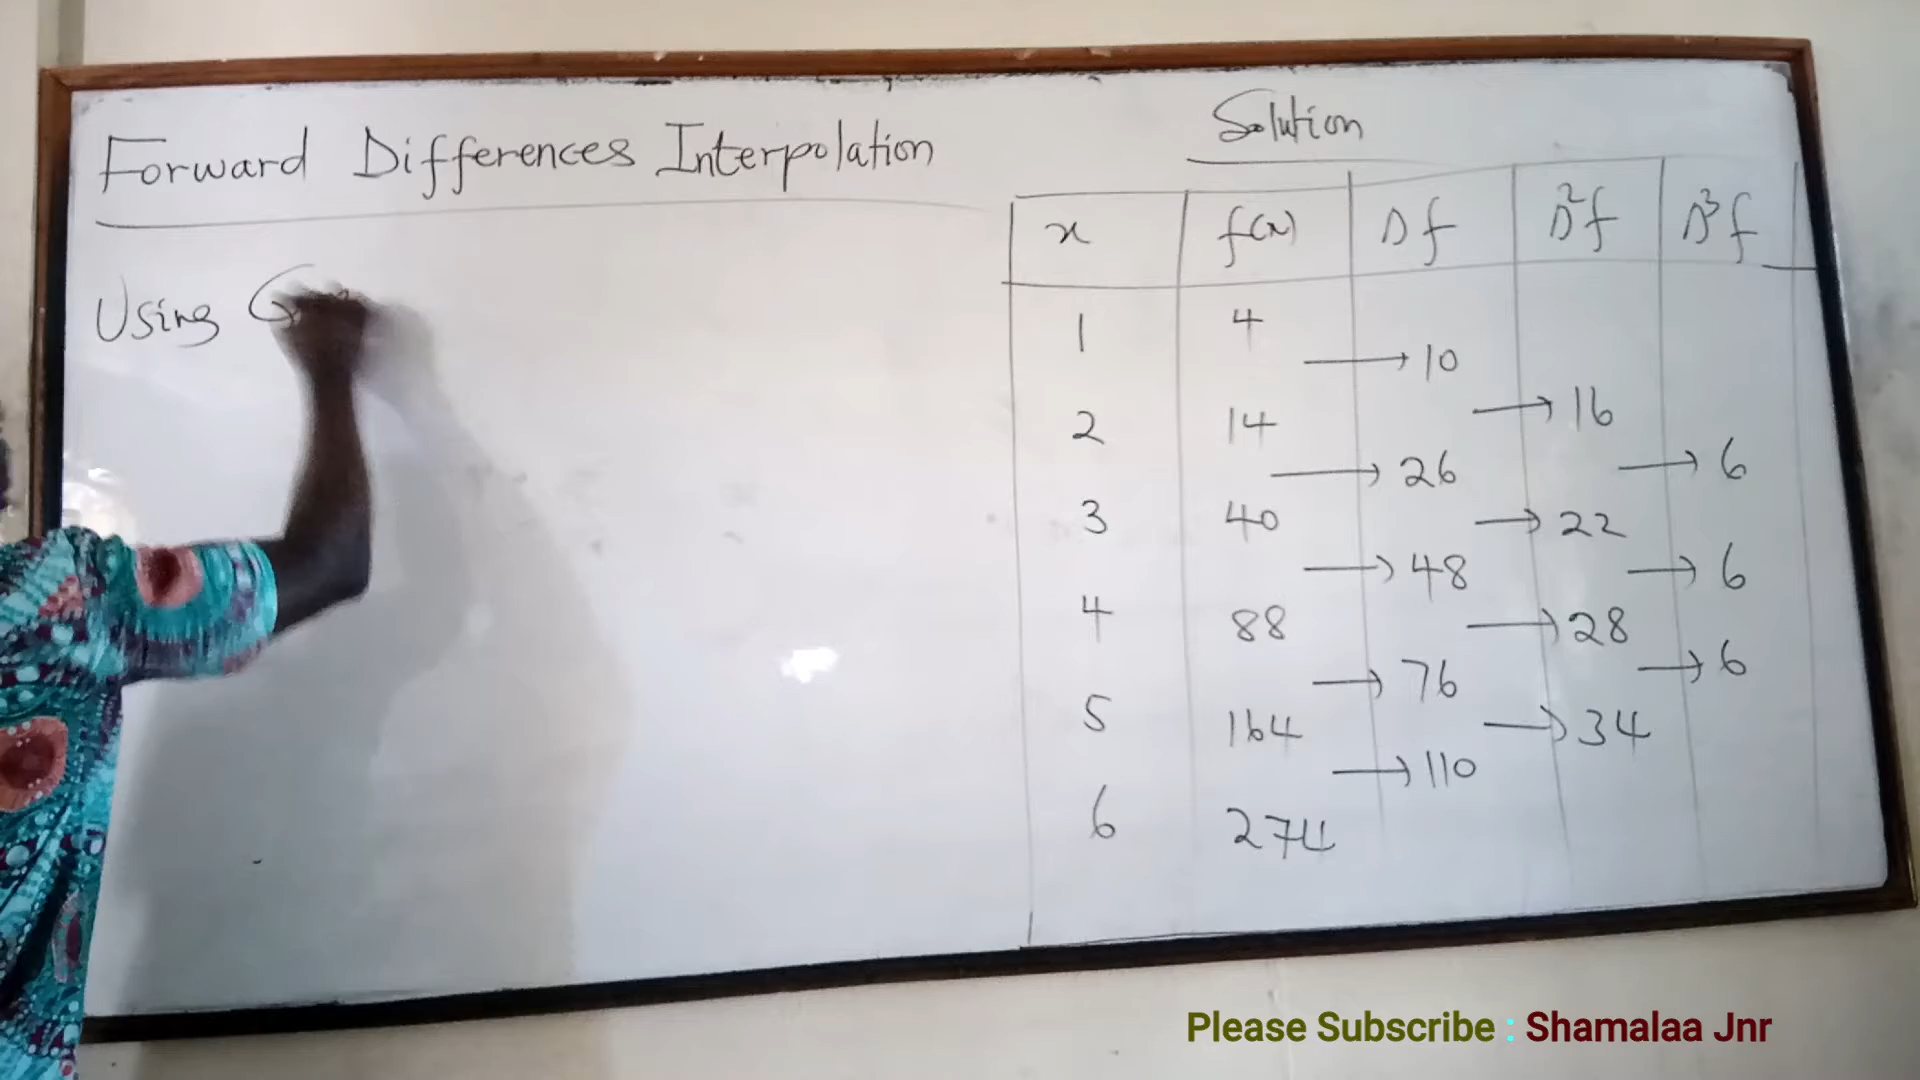 Forward Differences Interpolation
Using
Solution
x f(x) Δf Δ²f Δ³f
1 4
→ 10
→ 16
2 14
→ 26 → 6
3 40 → 22
→ 48 → 6
4 88 → 28
→ 76 → 6
5 164 → 34
→ 110
6 274
Please Subscribe : Shamalaa Jnr